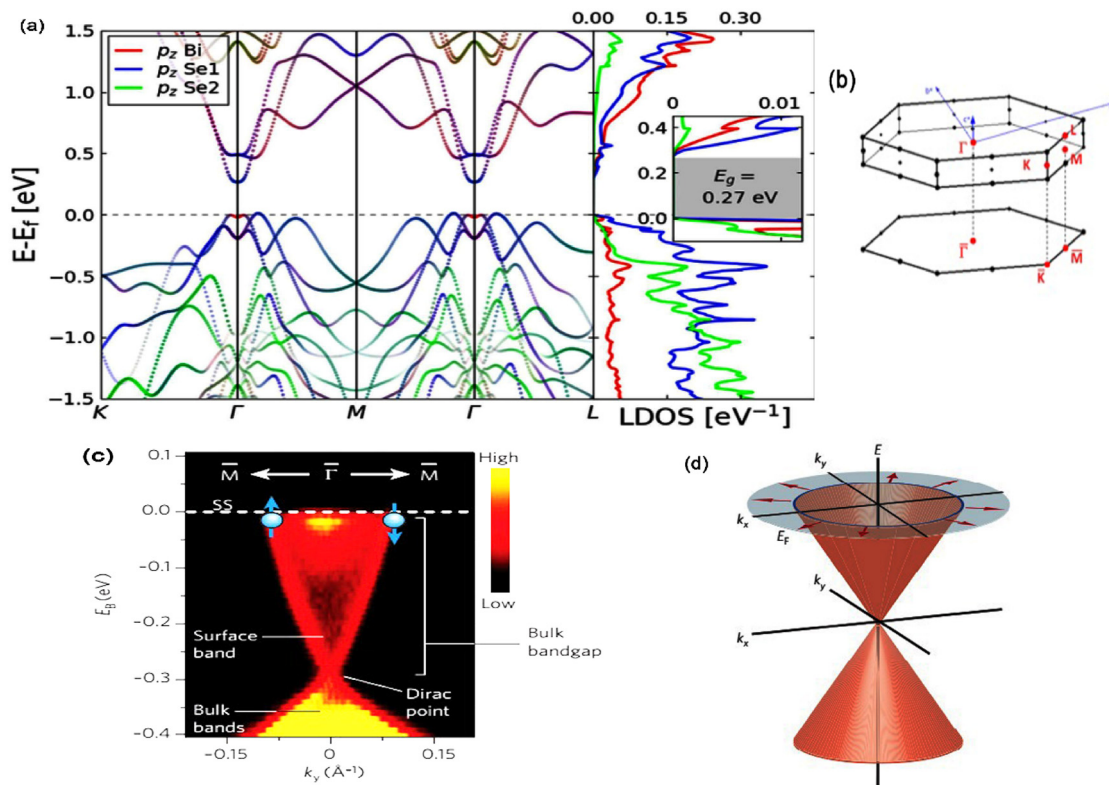 (a)
0.00 0.15 0.30
1.5
1.0
0.5
0.0
−0.5
−1.0
−1.5
E-E_F [eV]
p_z Bi
p_z Se1
p_z Se2
K Γ M Γ L
LDOS [eV⁻¹]
0 0.01
0.4
0.2
0.0
E_g =
0.27 eV
(b)
Γ
L
K
M
Γ̅
K̅
M̅
(c)
M̅ Γ̅ M̅
SS
0.1
0.0
-0.1
-0.2
-0.3
-0.4
E_B (eV)
Surface
band
Bulk
bands
Dirac
point
Bulk
bandgap
High
Low
-0.15 0 0.15
k_y (Å⁻¹)
(d)
E
k_y
k_x
E_F
k_y
k_x